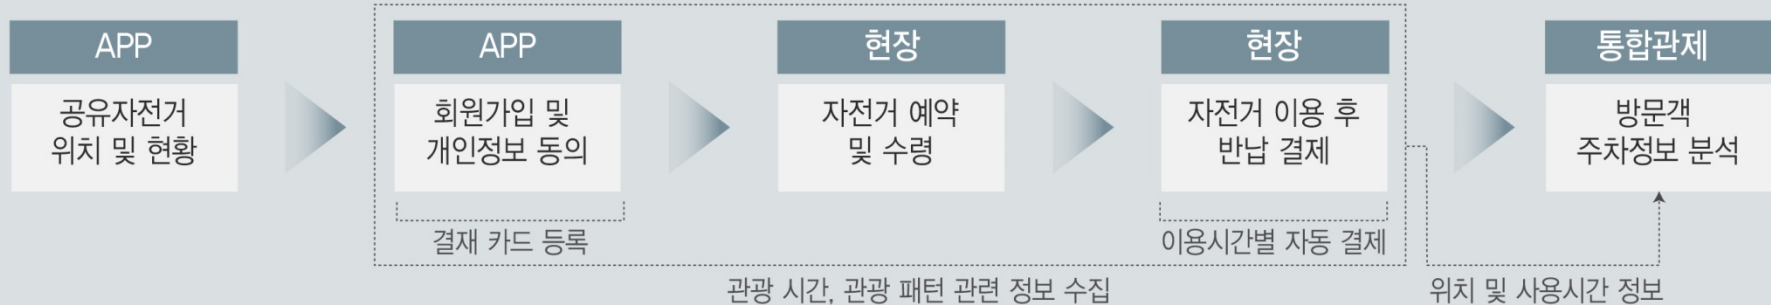 APP
공유자전거
위치 및 현황
APP
회원가입 및
개인정보 동의
결재 카드 등록
현장
자전거 예약
및 수령
현장
자전거 이용 후
반납 결제
이용시간별 자동 결제
관광 시간, 관광 패턴 관련 정보 수집
통합관제
방문객
주차정보 분석
위치 및 사용시간 정보